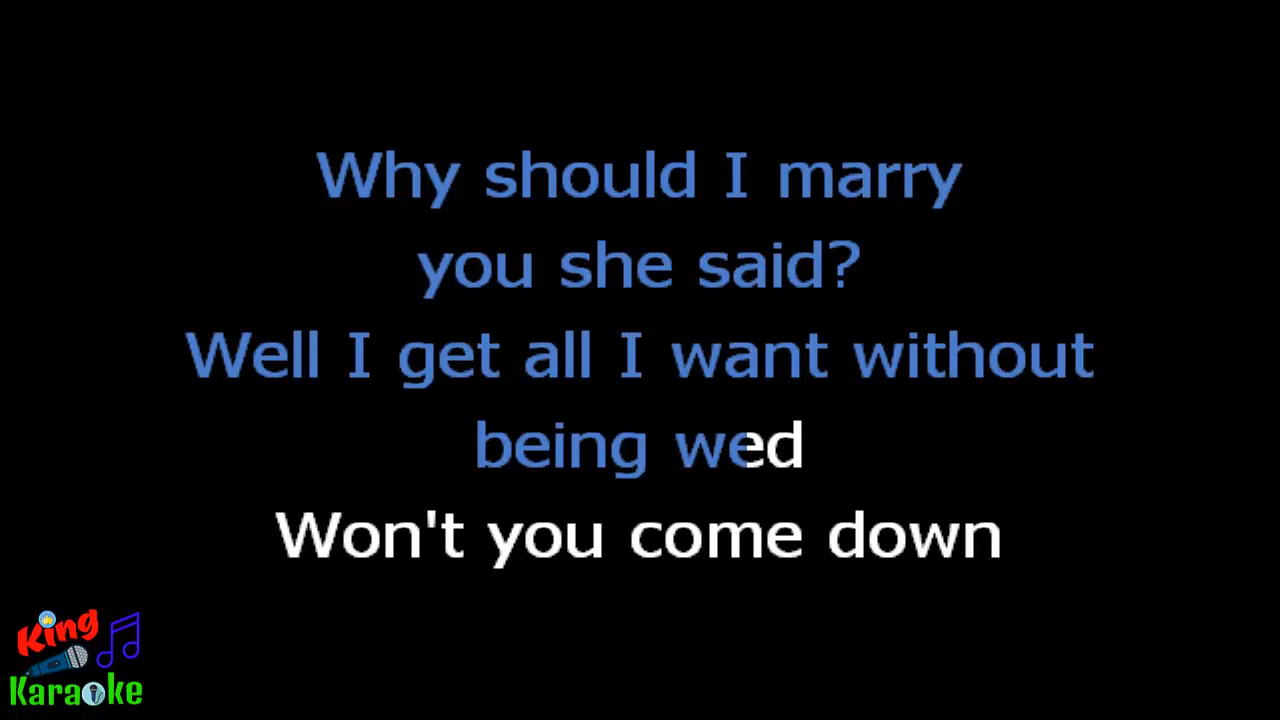 Why should I marry
you she said?
Well I get all I want without
being wed
Won't you come down
King
Karaoke